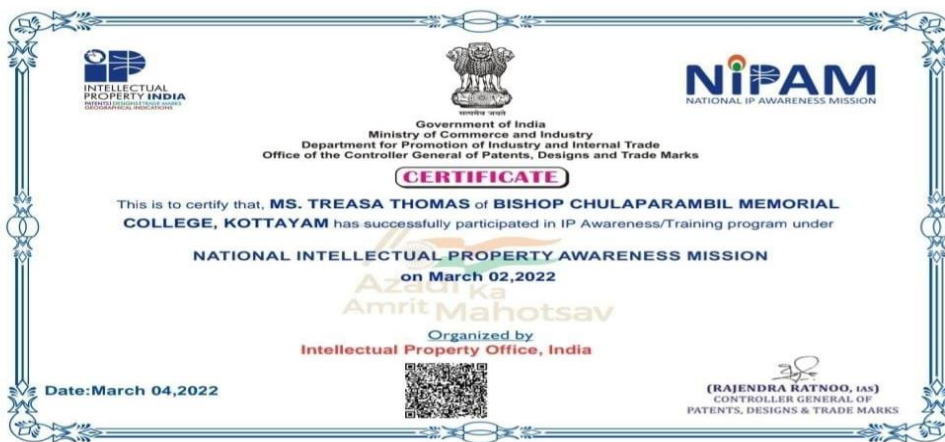 INTELLECTUAL
PROPERTY INDIA
PATENTS | DESIGNS | TRADE MARKS
GEOGRAPHICAL INDICATIONS
NiPAM
NATIONAL IP AWARENESS MISSION
सत्यमेव जयते
Government of India
Ministry of Commerce and Industry
Department for Promotion of Industry and Internal Trade
Office of the Controller General of Patents, Designs and Trade Marks
CERTIFICATE
This is to certify that, MS. TREASA THOMAS of BISHOP CHULAPARAMBIL MEMORIAL
COLLEGE, KOTTAYAM has successfully participated in IP Awareness/Training program under
NATIONAL INTELLECTUAL PROPERTY AWARENESS MISSION
on March 02,2022
Azadi Ka
Amrit Mahotsav
Organized by
Intellectual Property Office, India
Date:March 04,2022
(RAJENDRA RATNOO, IAS)
CONTROLLER GENERAL OF
PATENTS, DESIGNS & TRADE MARKS